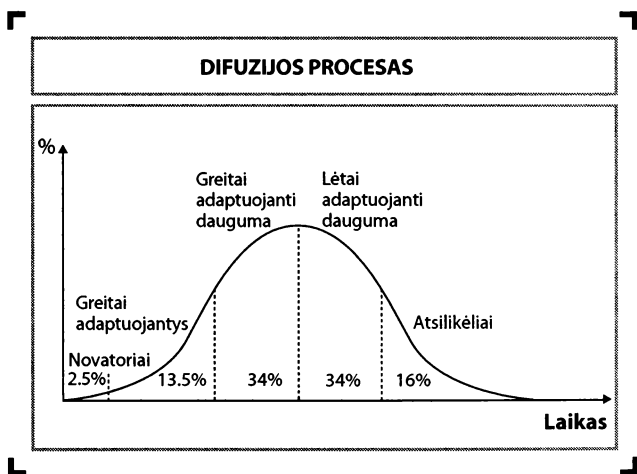 DIFUZIJOS PROCESAS
%
Greitai
adaptuojanti
dauguma
Lėtai
adaptuojanti
dauguma
Greitai
adaptuojantys
Atsilikėliai
Novatoriai
2.5%
13.5%
34%
34%
16%
Laikas